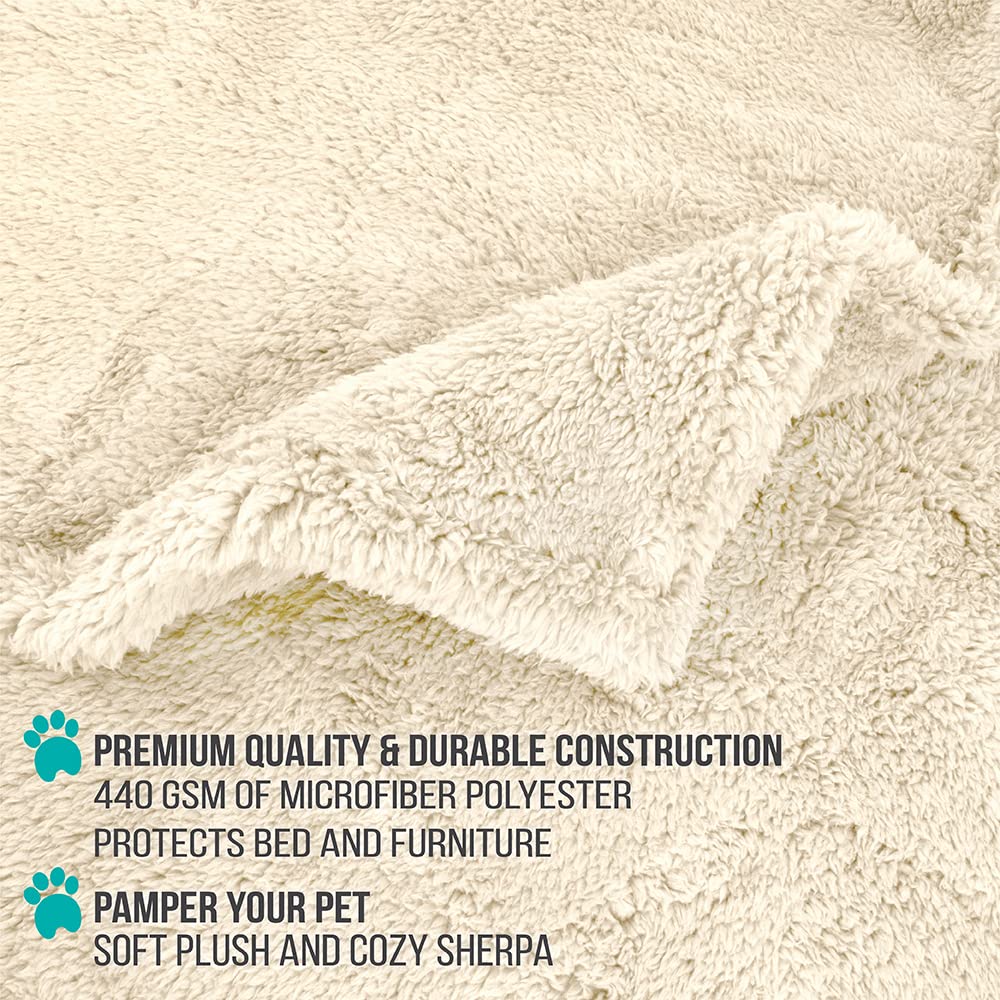 PREMIUM QUALITY & DURABLE CONSTRUCTION
440 GSM OF MICROFIBER POLYESTER
PROTECTS BED AND FURNITURE
PAMPER YOUR PET
SOFT PLUSH AND COZY SHERPA